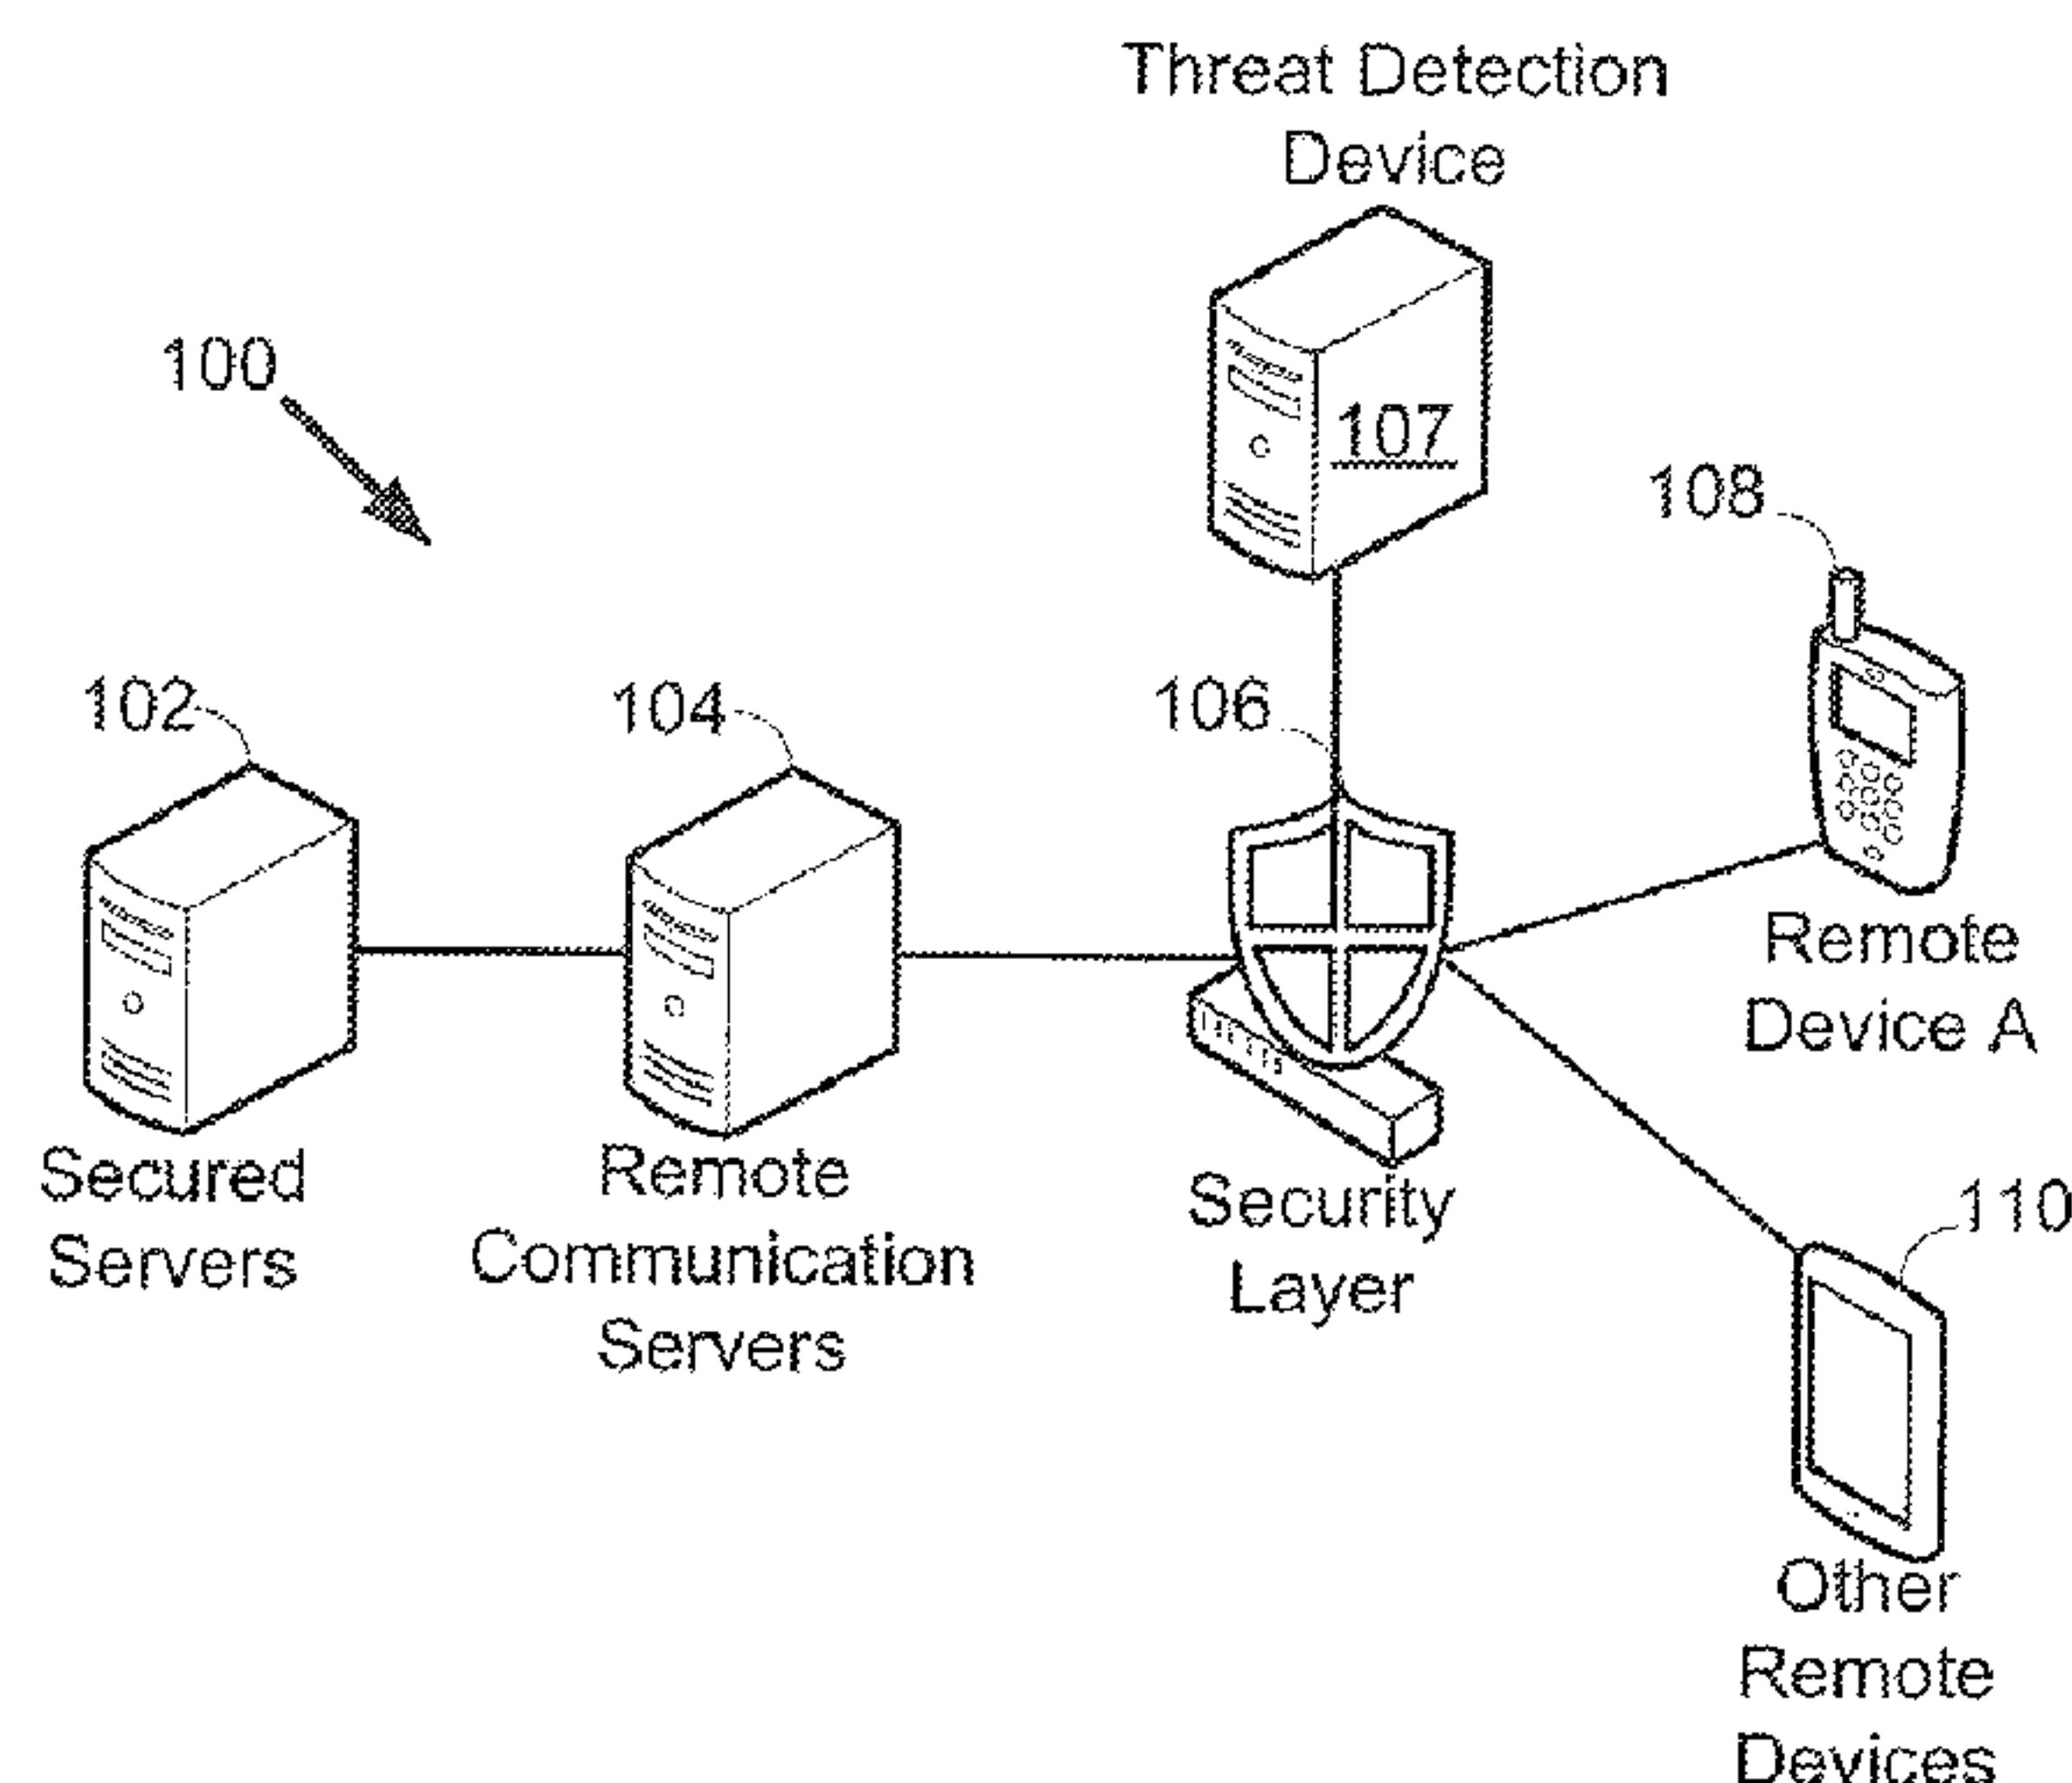 Threat Detection
Device
100
107
108
102
104
106
Remote
Device A
Secured
Servers
Remote
Communication
Servers
Security
Layer
110
Other
Remote
Devices